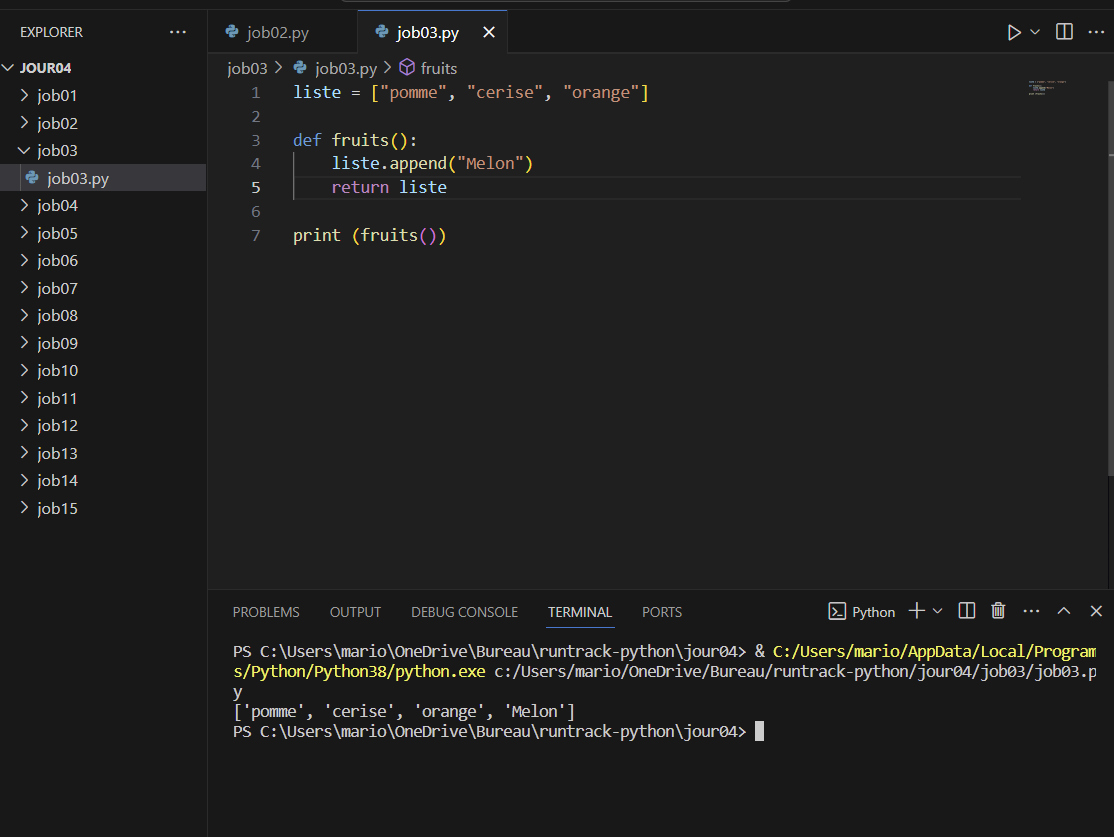 EXPLORER
JOUR04
job01
job02
job03
job03.py
job04
job05
job06
job07
job08
job09
job10
job11
job12
job13
job14
job15
job02.py
job03.py
job03 > job03.py > fruits
1 liste = ["pomme", "cerise", "orange"]
2
3 def fruits():
4 liste.append("Melon")
5 return liste
6
7 print (fruits())
PROBLEMS OUTPUT DEBUG CONSOLE TERMINAL PORTS
Python
PS C:\Users\mario\OneDrive\Bureau\runtrack-python\jour04> & C:/Users/mario/AppData/Local/Program
s/Python/Python38/python.exe c:/Users/mario/OneDrive/Bureau/runtrack-python/jour04/job03/job03.p
y
['pomme', 'cerise', 'orange', 'Melon']
PS C:\Users\mario\OneDrive\Bureau\runtrack-python\jour04>